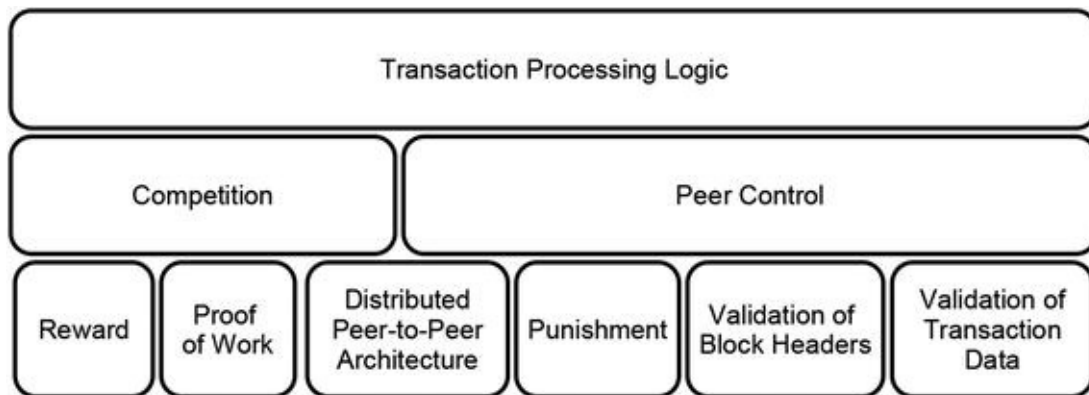 Transaction Processing Logic
Competition
Peer Control
Reward
Proof
of Work
Distributed
Peer-to-Peer
Architecture
Punishment
Validation of
Block Headers
Validation of
Transaction
Data